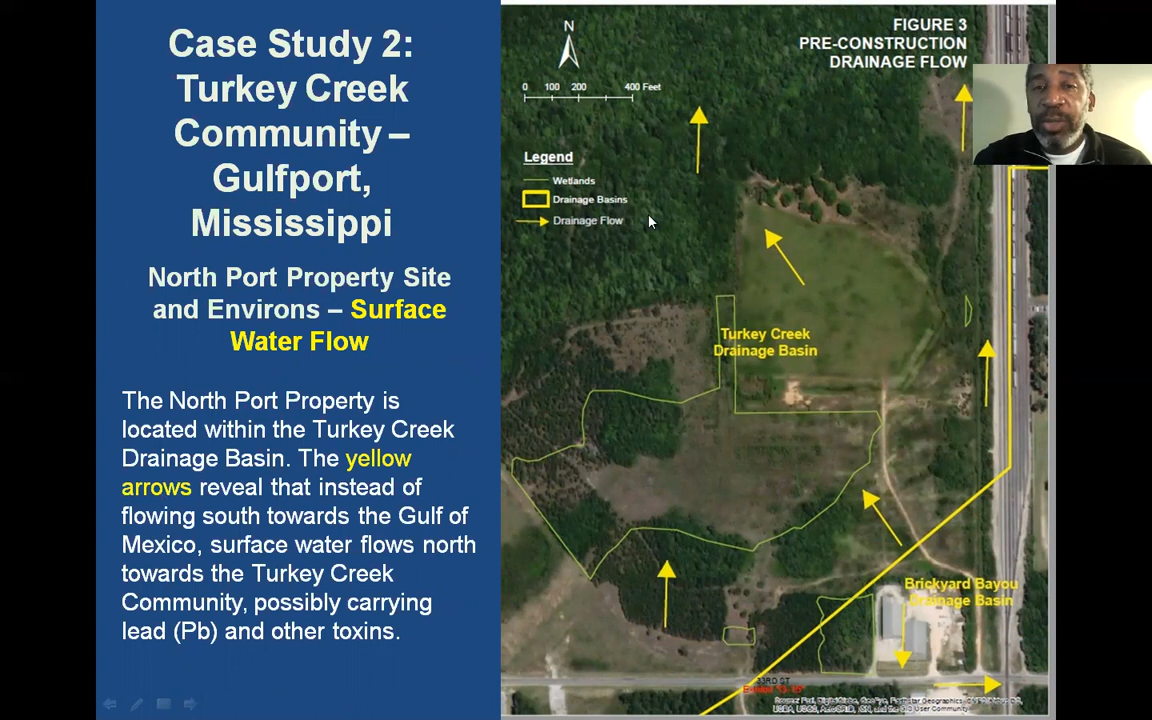 Case Study 2:
Turkey Creek
Community –
Gulfport,
Mississippi
North Port Property Site
and Environs – Surface
Water Flow
The North Port Property is
located within the Turkey Creek
Drainage Basin. The yellow
arrows reveal that instead of
flowing south towards the Gulf of
Mexico, surface water flows north
towards the Turkey Creek
Community, possibly carrying
lead (Pb) and other toxins.
FIGURE 3
PRE-CONSTRUCTION
DRAINAGE FLOW
N
0 100 200 400 Feet
Legend
Wetlands
Drainage Basins
Drainage Flow
Turkey Creek
Drainage Basin
Brickyard Bayou
Drainage Basin
33RD ST
User Community